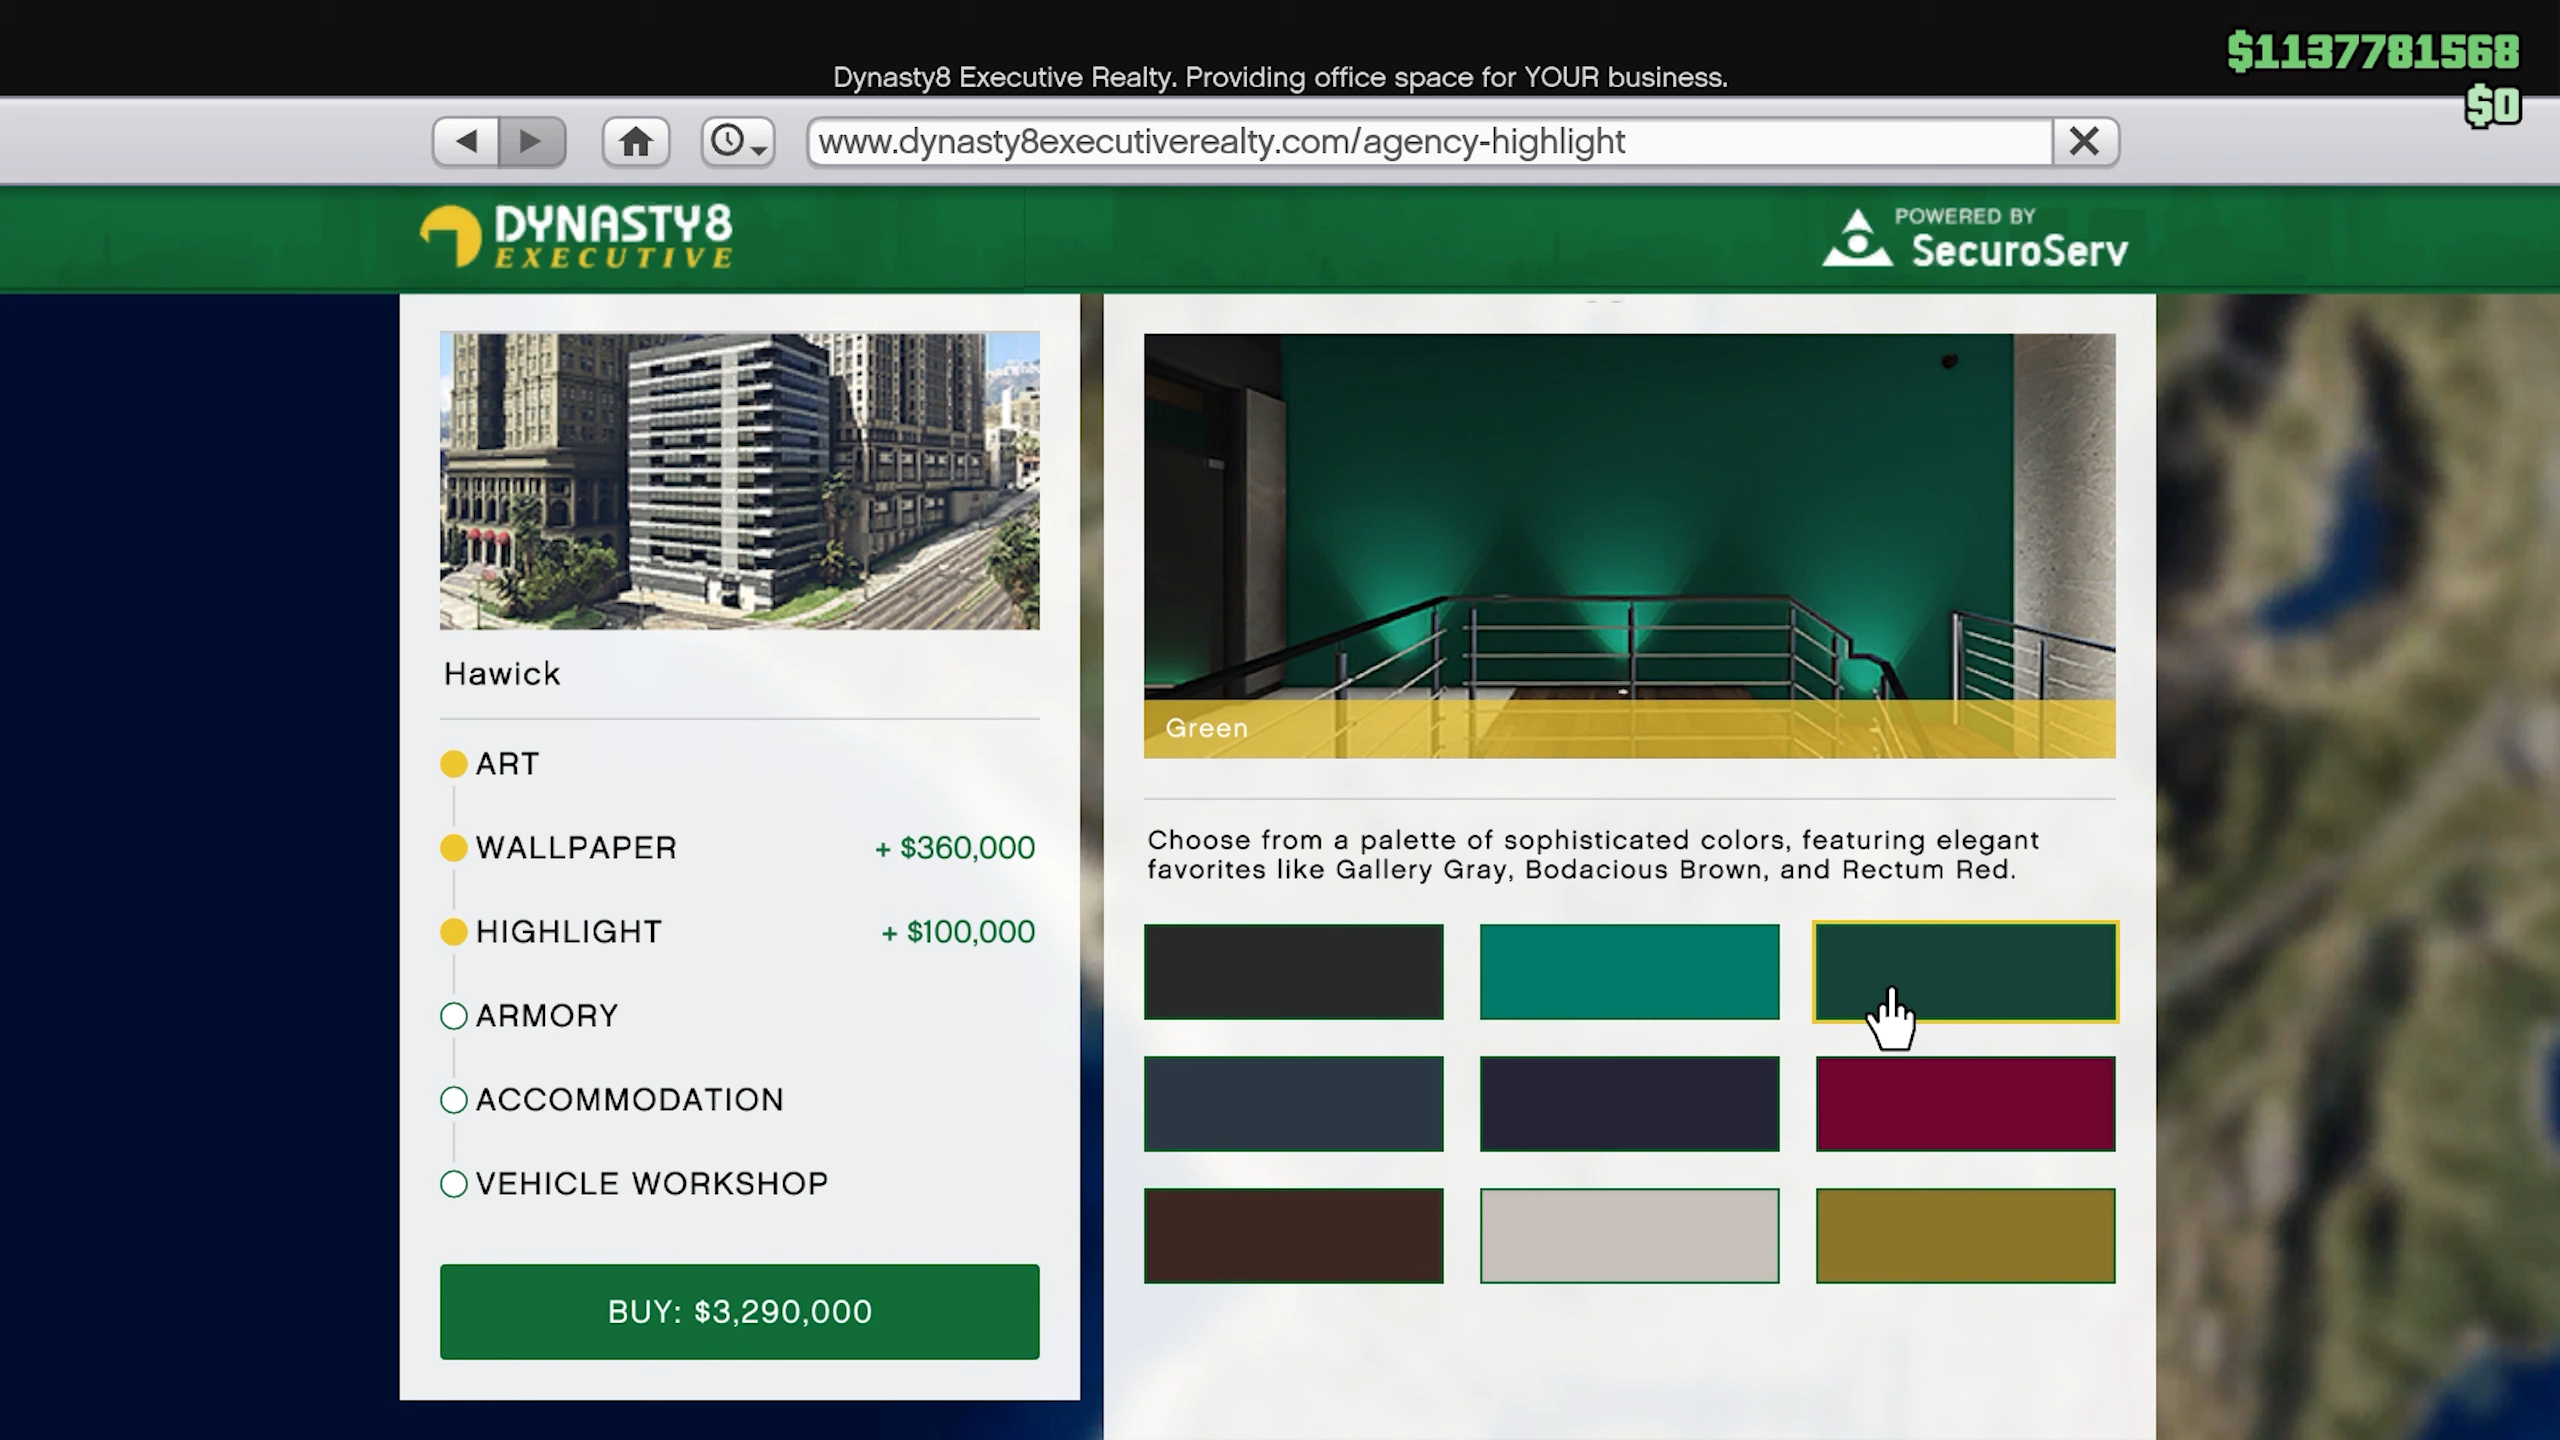 Dynasty8 Executive Realty. Providing office space for YOUR business.
$1137781568
$0
www.dynasty8executiverealty.com/agency-highlight
DYNASTY8
EXECUTIVE
POWERED BY
SecuroServ
Hawick
ART
WALLPAPER + $360,000
HIGHLIGHT + $100,000
ARMORY
ACCOMMODATION
VEHICLE WORKSHOP
BUY: $3,290,000
Green
Choose from a palette of sophisticated colors, featuring elegant
favorites like Gallery Gray, Bodacious Brown, and Rectum Red.